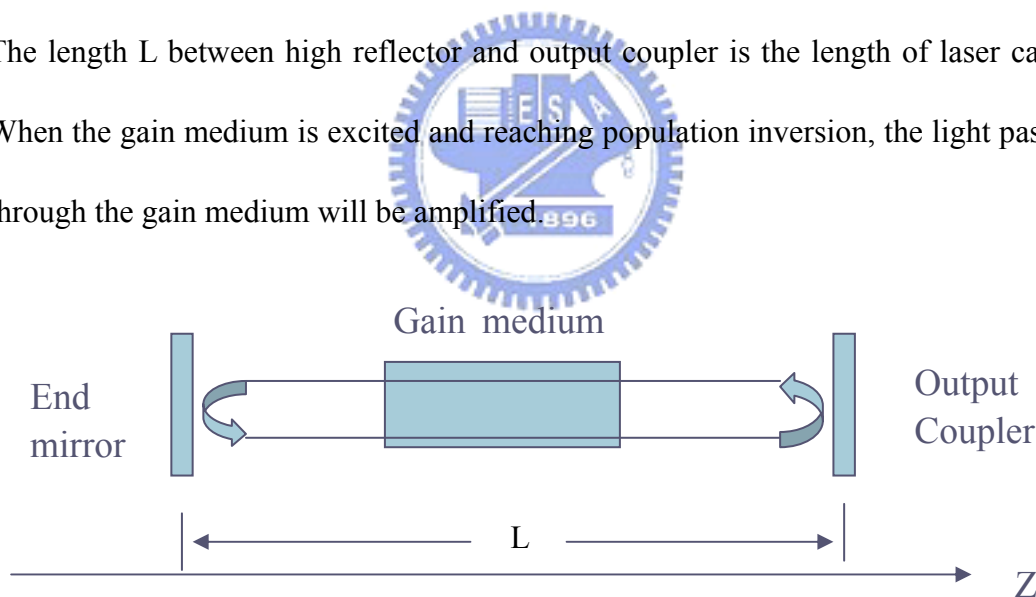 The length L between high reflector and output coupler is the length of laser ca
When the gain medium is excited and reaching population inversion, the light pas
through the gain medium will be amplified.
E S A
1896
Gain medium
End
mirror
Output
Coupler
L
Z